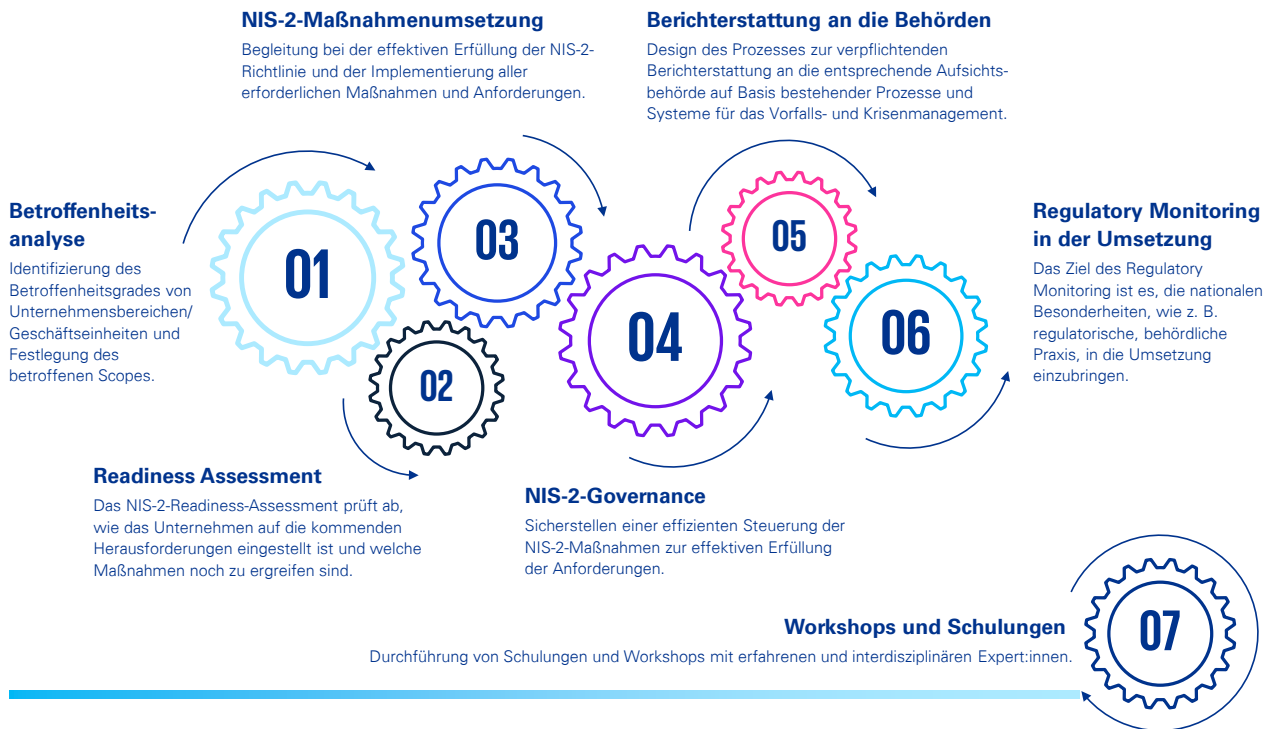 NIS-2-Maßnahmenumsetzung
Begleitung bei der effektiven Erfüllung der NIS-2-
Richtlinie und der Implementierung aller
erforderlichen Maßnahmen und Anforderungen.
Berichterstattung an die Behörden
Design des Prozesses zur verpflichtenden
Berichterstattung an die entsprechende Aufsichts-
behörde auf Basis bestehender Prozesse und
Systeme für das Vorfalls- und Krisenmanagement.
Betroffenheits-
analyse
Identifizierung des
Betroffenheitsgrades von
Unternehmensbereichen/
Geschäftseinheiten und
Festlegung des
betroffenen Scopes.
01
03
02
04
05
06
Regulatory Monitoring
in der Umsetzung
Das Ziel des Regulatory
Monitoring ist es, die nationalen
Besonderheiten, wie z. B.
regulatorische, behördliche
Praxis, in die Umsetzung
einzubringen.
Readiness Assessment
Das NIS-2-Readiness-Assessment prüft ab,
wie das Unternehmen auf die kommenden
Herausforderungen eingestellt ist und welche
Maßnahmen noch zu ergreifen sind.
NIS-2-Governance
Sicherstellen einer effizienten Steuerung der
NIS-2-Maßnahmen zur effektiven Erfüllung
der Anforderungen.
Workshops und Schulungen
Durchführung von Schulungen und Workshops mit erfahrenen und interdisziplinären Expert:innen.
07